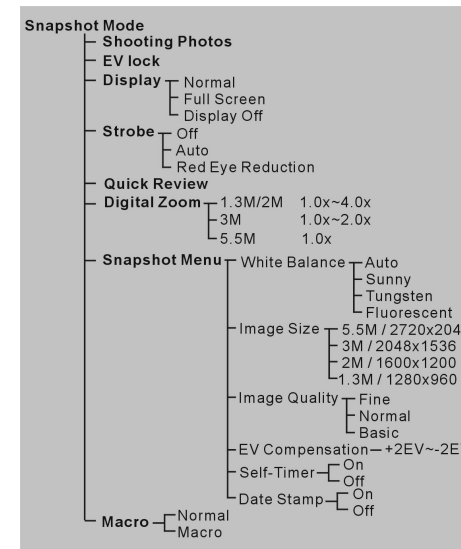 Snapshot Mode
Shooting Photos
EV lock
Display Normal
Full Screen
Display Off
Strobe Off
Auto
Red Eye Reduction
Quick Review
Digital Zoom 1.3M/2M 1.0x~4.0x
3M 1.0x~2.0x
5.5M 1.0x
Snapshot Menu White Balance Auto
Sunny
Tungsten
Fluorescent
Image Size 5.5M / 2720x204
3M / 2048x1536
2M / 1600x1200
1.3M / 1280x960
Image Quality Fine
Normal
Basic
EV Compensation +2EV~-2E
Self-Timer On
Off
Date Stamp On
Off
Macro Normal
Macro